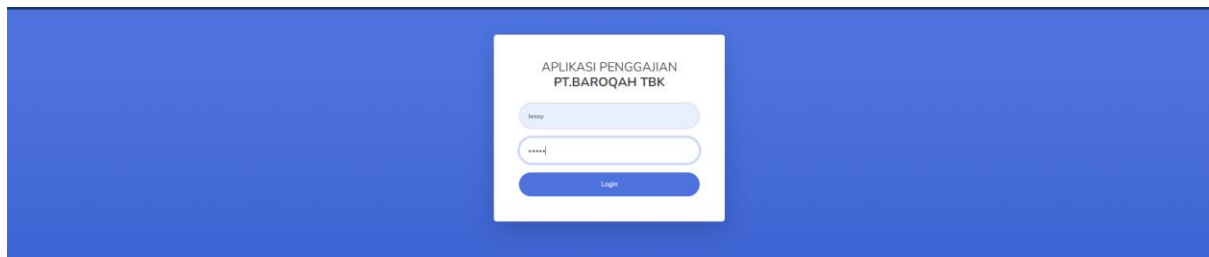 APLIKASI PENGGAJIAN
PT.BAROQAH TBK
Jessy
*****
Login